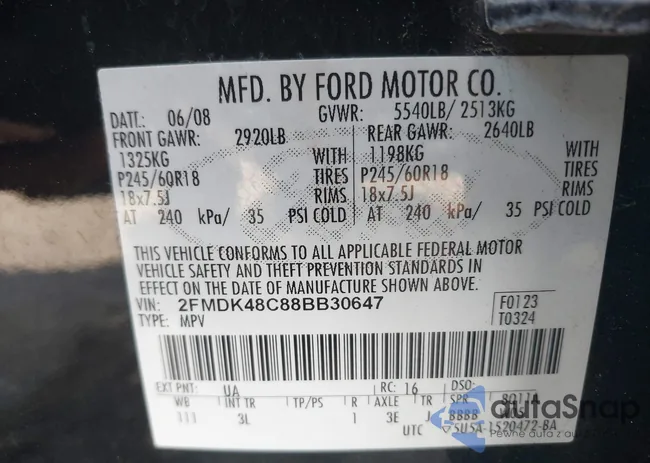 MFD. BY FORD MOTOR CO.
DATE: 06/08 GVWR: 5540LB/ 2513KG
FRONT GAWR: 2920LB REAR GAWR: 2640LB
1325KG WITH 1198KG WITH
P245/60R18 TIRES P245/60R18 TIRES
18x7.5J RIMS 18x7.5J RIMS
AT 240 kPa/ 35 PSI COLD AT 240 kPa/ 35 PSI COLD
THIS VEHICLE CONFORMS TO ALL APPLICABLE FEDERAL MOTOR
VEHICLE SAFETY AND THEFT PREVENTION STANDARDS IN
EFFECT ON THE DATE OF MANUFACTURE SHOWN ABOVE.
VIN: 2FMDK48C88BB30647 F0123
TYPE: MPV T0324
EXT PNT: UA RC: 16 DSO:
WB INT TR TP/PS R AXLE TR SPR
111 3L 1 3E J BBBB
UTC
autoSnap
Pewne auta z